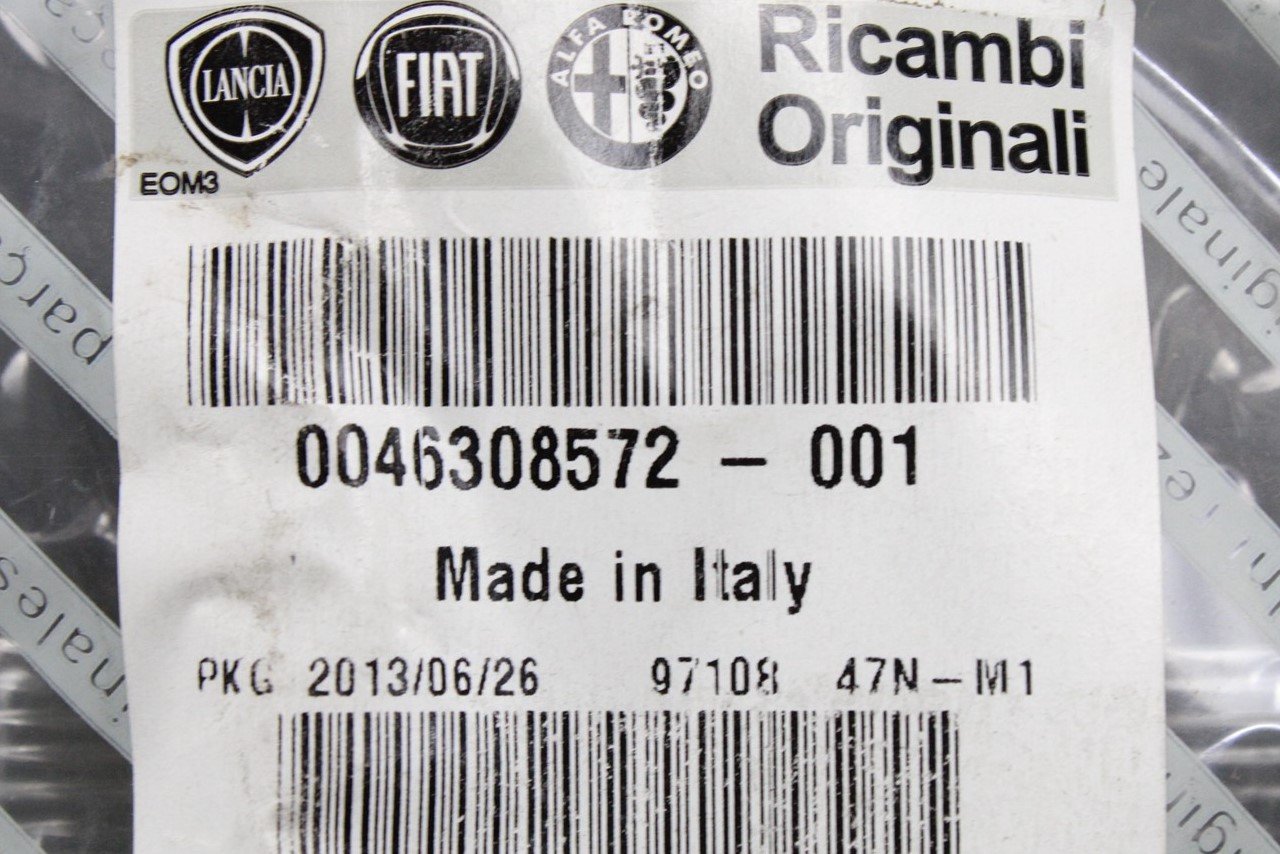 LANCIA
FIAT
ALFA ROMEO
Ricambi
Originali
EOM3
0046308572 - 001
Made in Italy
PKG 2013/06/26 97108 47N-M1